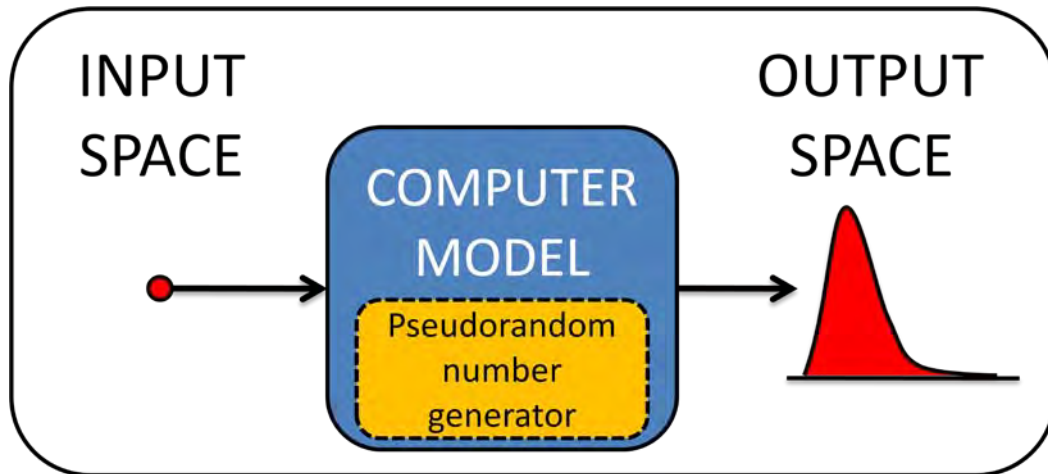 INPUT
SPACE
COMPUTER
MODEL
Pseudorandom
number
generator
OUTPUT
SPACE